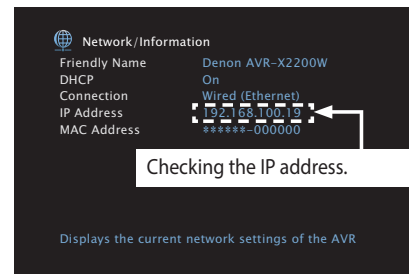 Network/Information
Friendly Name Denon AVR-X2200W
DHCP On
Connection Wired (Ethernet)
IP Address 192.168.100.19
MAC Address ******-000000
Checking the IP address.
Displays the current network settings of the AVR